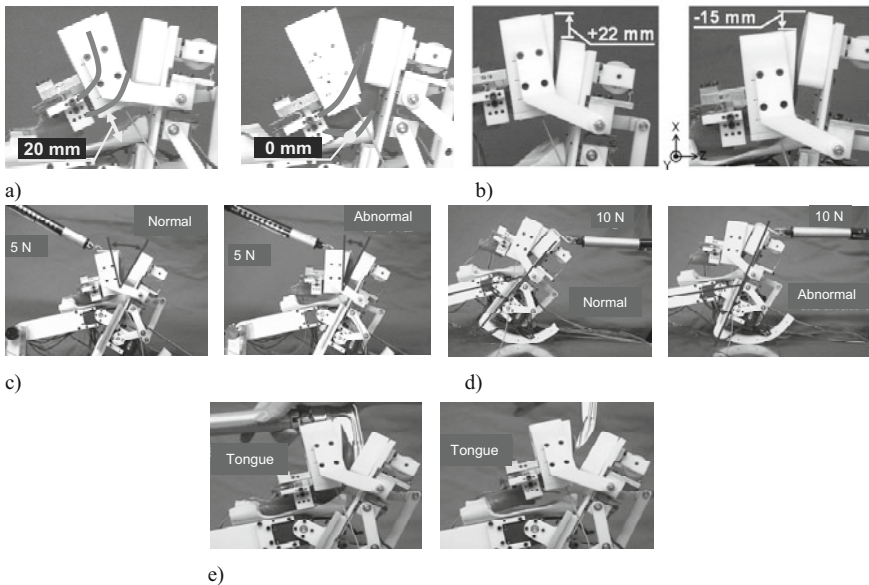 20 mm
0 mm
a)
+22 mm
-15 mm
X
Y
Z
b)
5 N
Normal
5 N
Abnormal
c)
10 N
Normal
10 N
Abnormal
d)
Tongue
Tongue
e)